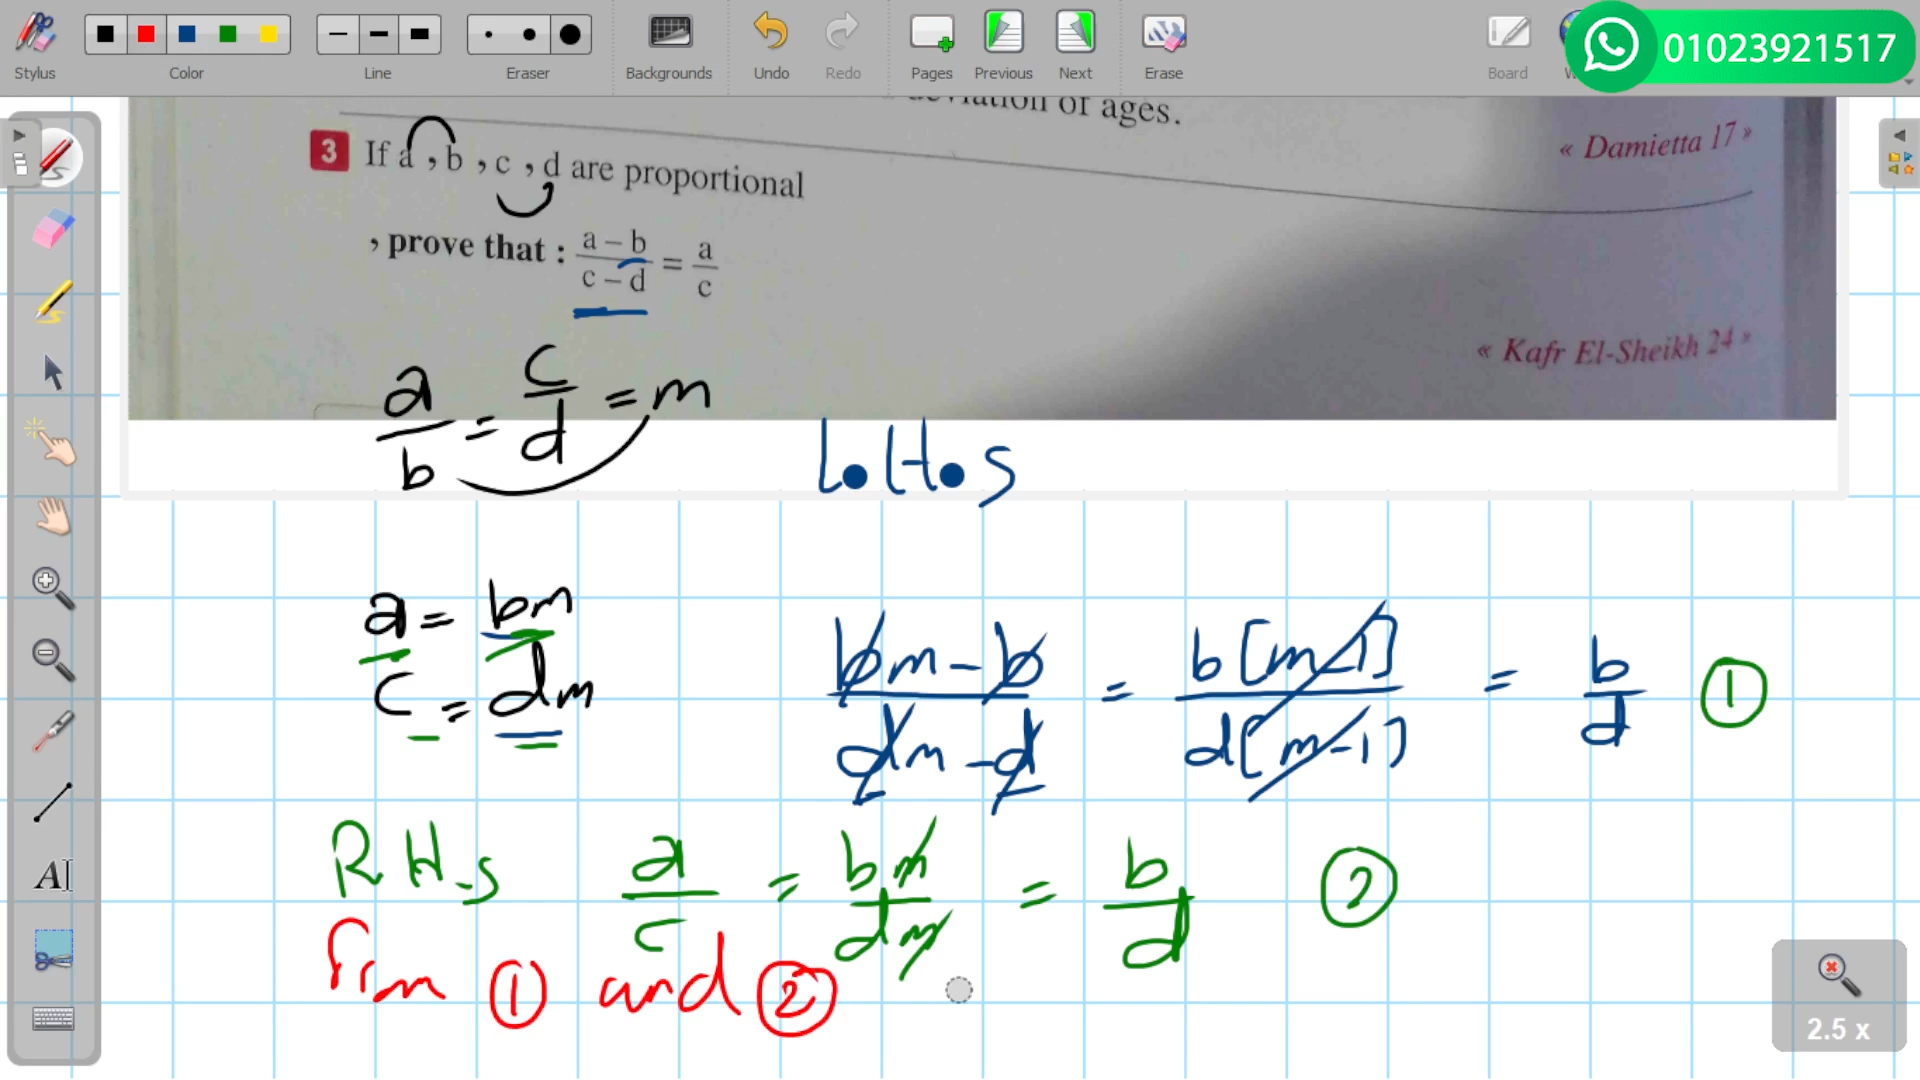 Stylus Color Line Eraser Backgrounds Undo Redo Pages Previous Next Erase Board
01023921517
deviation of ages.
« Damietta 17 »
3 If a , b , c , d are proportional
, prove that : (a – b)/(c – d) = a/c
« Kafr El-Sheikh 24 »
a/b = c/d = m
L.H.S
a = bm
c = dm
(bm – b)/(dm – d) = b[m – 1]/d[m – 1] = b/d ①
R H.S a/c = bm/dm = b/d ②
From ① and ②
2.5 x